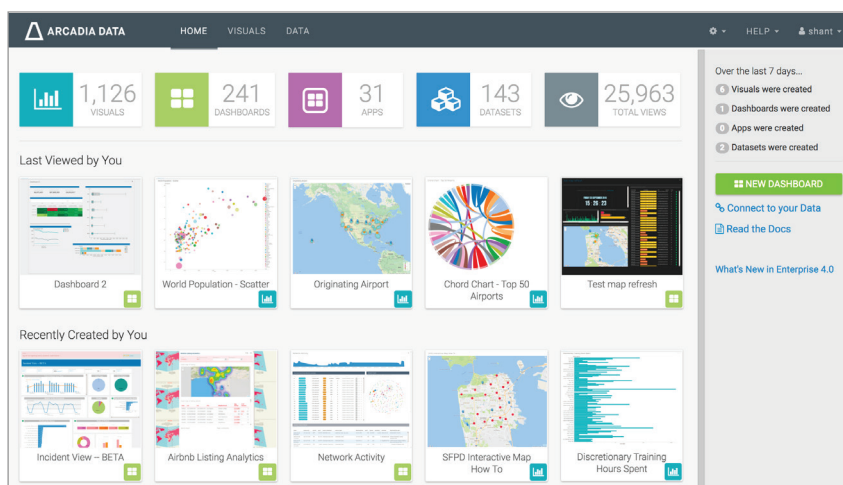 ARCADIA DATA
HOME
VISUALS
DATA
HELP
shant
1,126
VISUALS
241
DASHBOARDS
31
APPS
143
DATASETS
25,963
TOTAL VIEWS
Over the last 7 days...
6 Visuals were created
1 Dashboards were created
0 Apps were created
2 Datasets were created
NEW DASHBOARD
Connect to your Data
Read the Docs
What's New in Enterprise 4.0
Last Viewed by You
Dashboard 2
World Population - Scatter
Originating Airport
Chord Chart - Top 50
Airports
Test map refresh
Recently Created by You
Incident View -- BETA
Airbnb Listing Analytics
Network Activity
SFPD Interactive Map
How To
Discretionary Training
Hours Spent